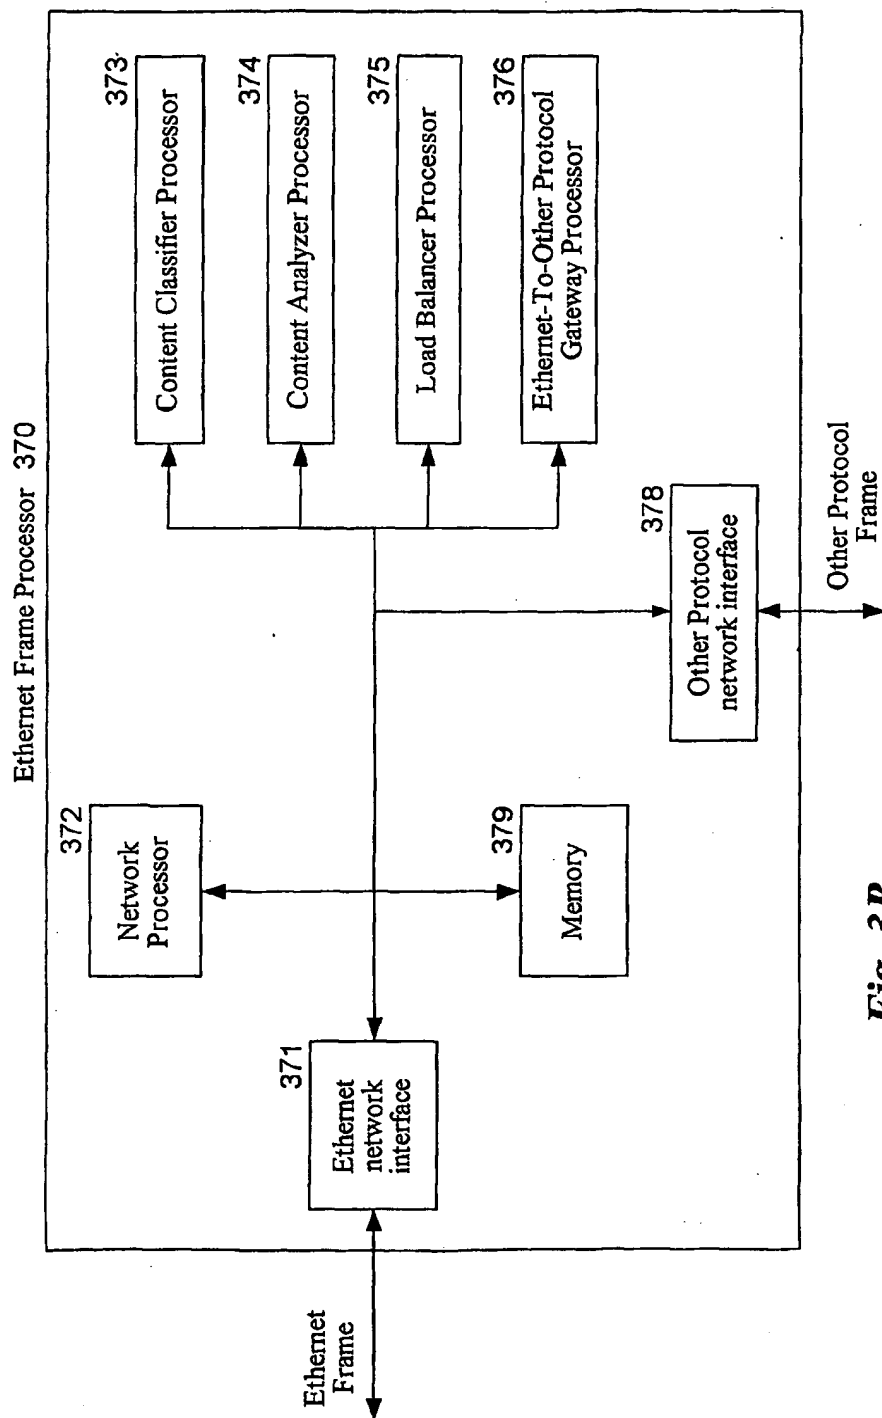 Ethernet Frame Processor 370
372
Network
Processor
373
Content Classifier Processor
374
Content Analyzer Processor
375
Load Balancer Processor
376
Ethernet-To-Other Protocol
Gateway Processor
371
Ethernet
network
interface
Ethernet
Frame
379
Memory
378
Other Protocol
network interface
Other Protocol
Frame
Fig. 3B